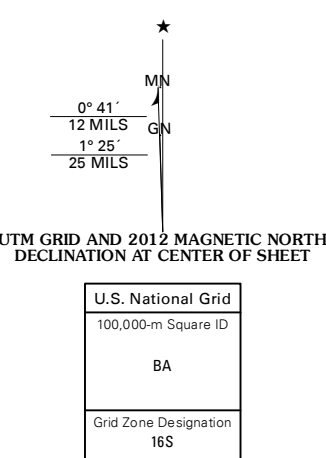 ★
MN
0° 41´
12 MILS
GN
1° 25´
25 MILS
UTM GRID AND 2012 MAGNETIC NORTH
DECLINATION AT CENTER OF SHEET
U.S. National Grid
100,000-m Square ID
BA
Grid Zone Designation
16S